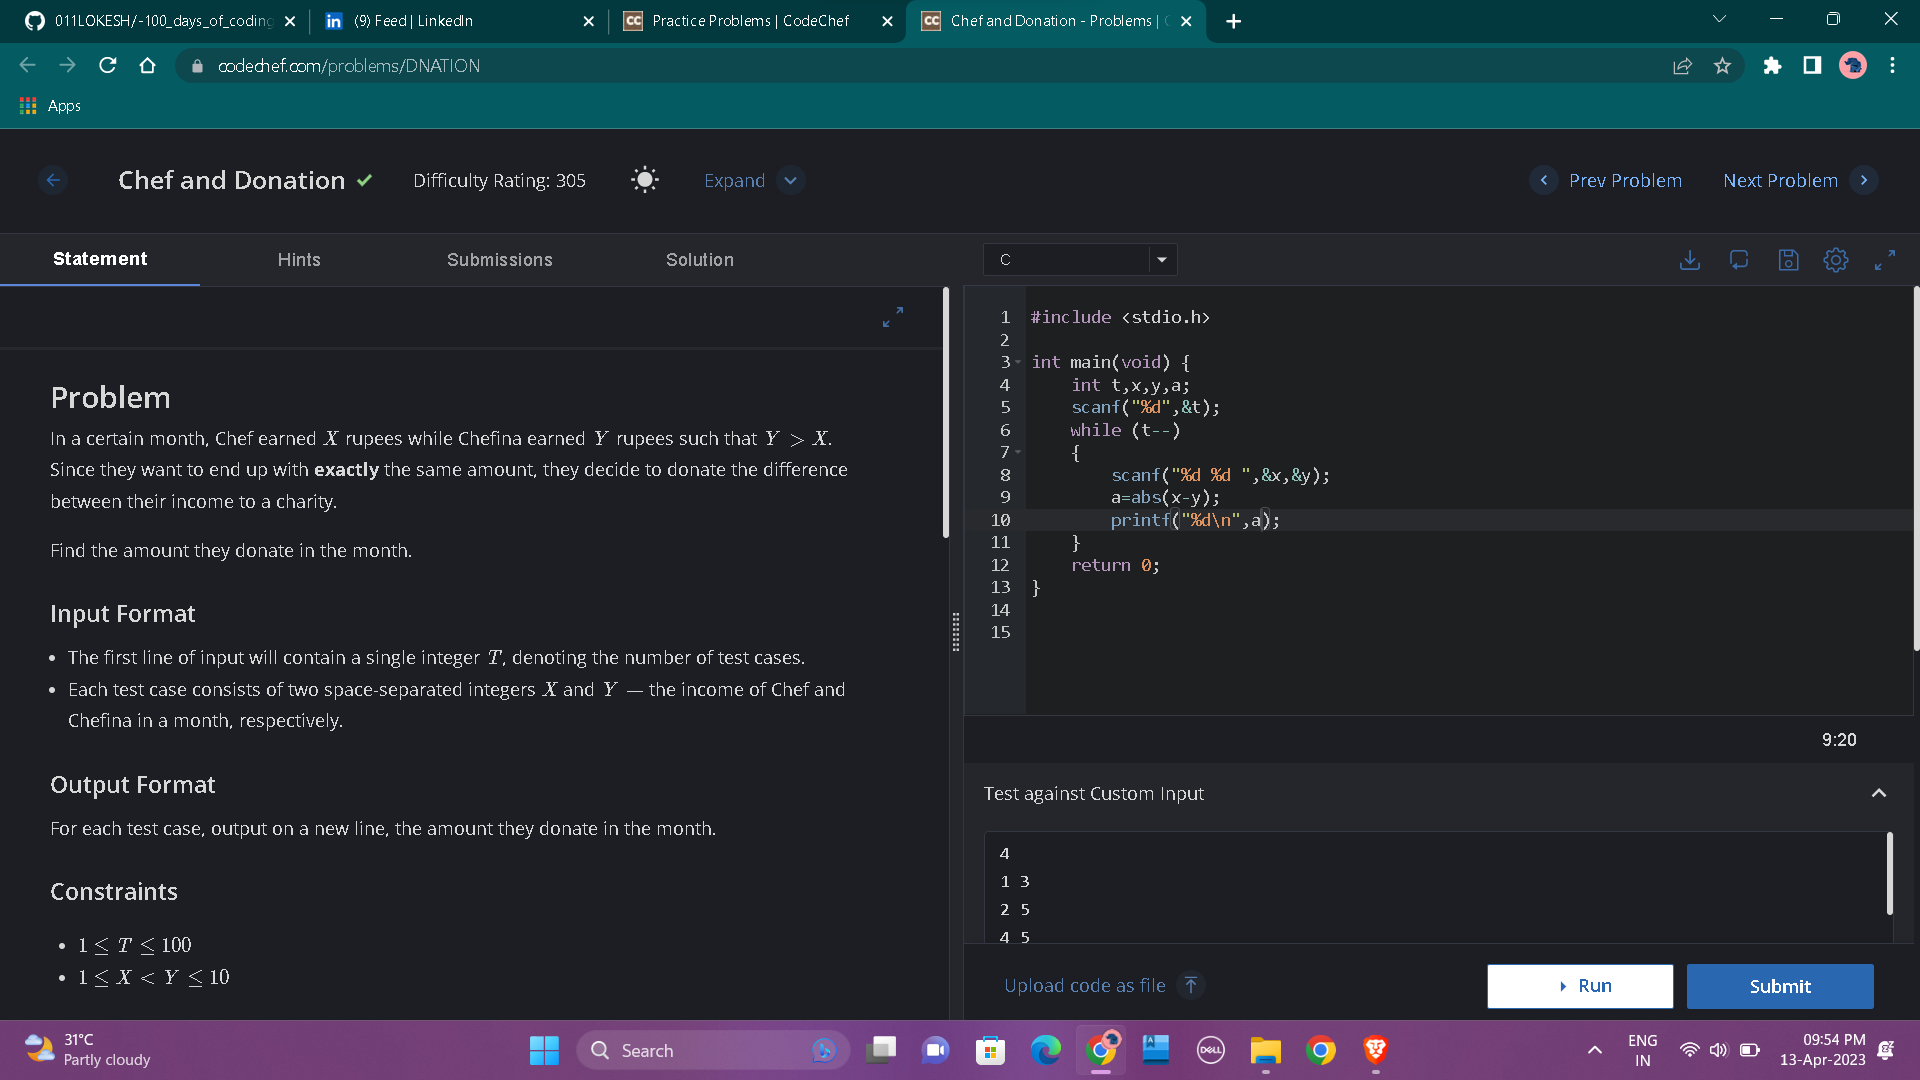 011LOKESH/-100_days_of_coding
(9) Feed | LinkedIn
CC Practice Problems | CodeChef
CC Chef and Donation - Problems |
codechef.com/problems/DNATION
Apps
Chef and Donation
Difficulty Rating: 305
Expand
Prev Problem
Next Problem
Statement
Hints
Submissions
Solution
C
Problem
In a certain month, Chef earned X rupees while Chefina earned Y rupees such that Y > X.
Since they want to end up with exactly the same amount, they decide to donate the difference
between their income to a charity.
Find the amount they donate in the month.
Input Format
• The first line of input will contain a single integer T, denoting the number of test cases.
• Each test case consists of two space-separated integers X and Y — the income of Chef and
Chefina in a month, respectively.
Output Format
For each test case, output on a new line, the amount they donate in the month.
Constraints
• 1 ≤ T ≤ 100
• 1 ≤ X < Y ≤ 10
1 #include <stdio.h>
2
3 int main(void) {
4     int t,x,y,a;
5     scanf("%d",&t);
6     while (t--)
7     {
8         scanf("%d %d ",&x,&y);
9         a=abs(x-y);
10         printf("%d\n",a);
11     }
12     return 0;
13 }
14
15
9:20
Test against Custom Input
4
1 3
2 5
4 5
Upload code as file
Run
Submit
31°C
Partly cloudy
Search
DELL
ENG
IN
09:54 PM
13-Apr-2023